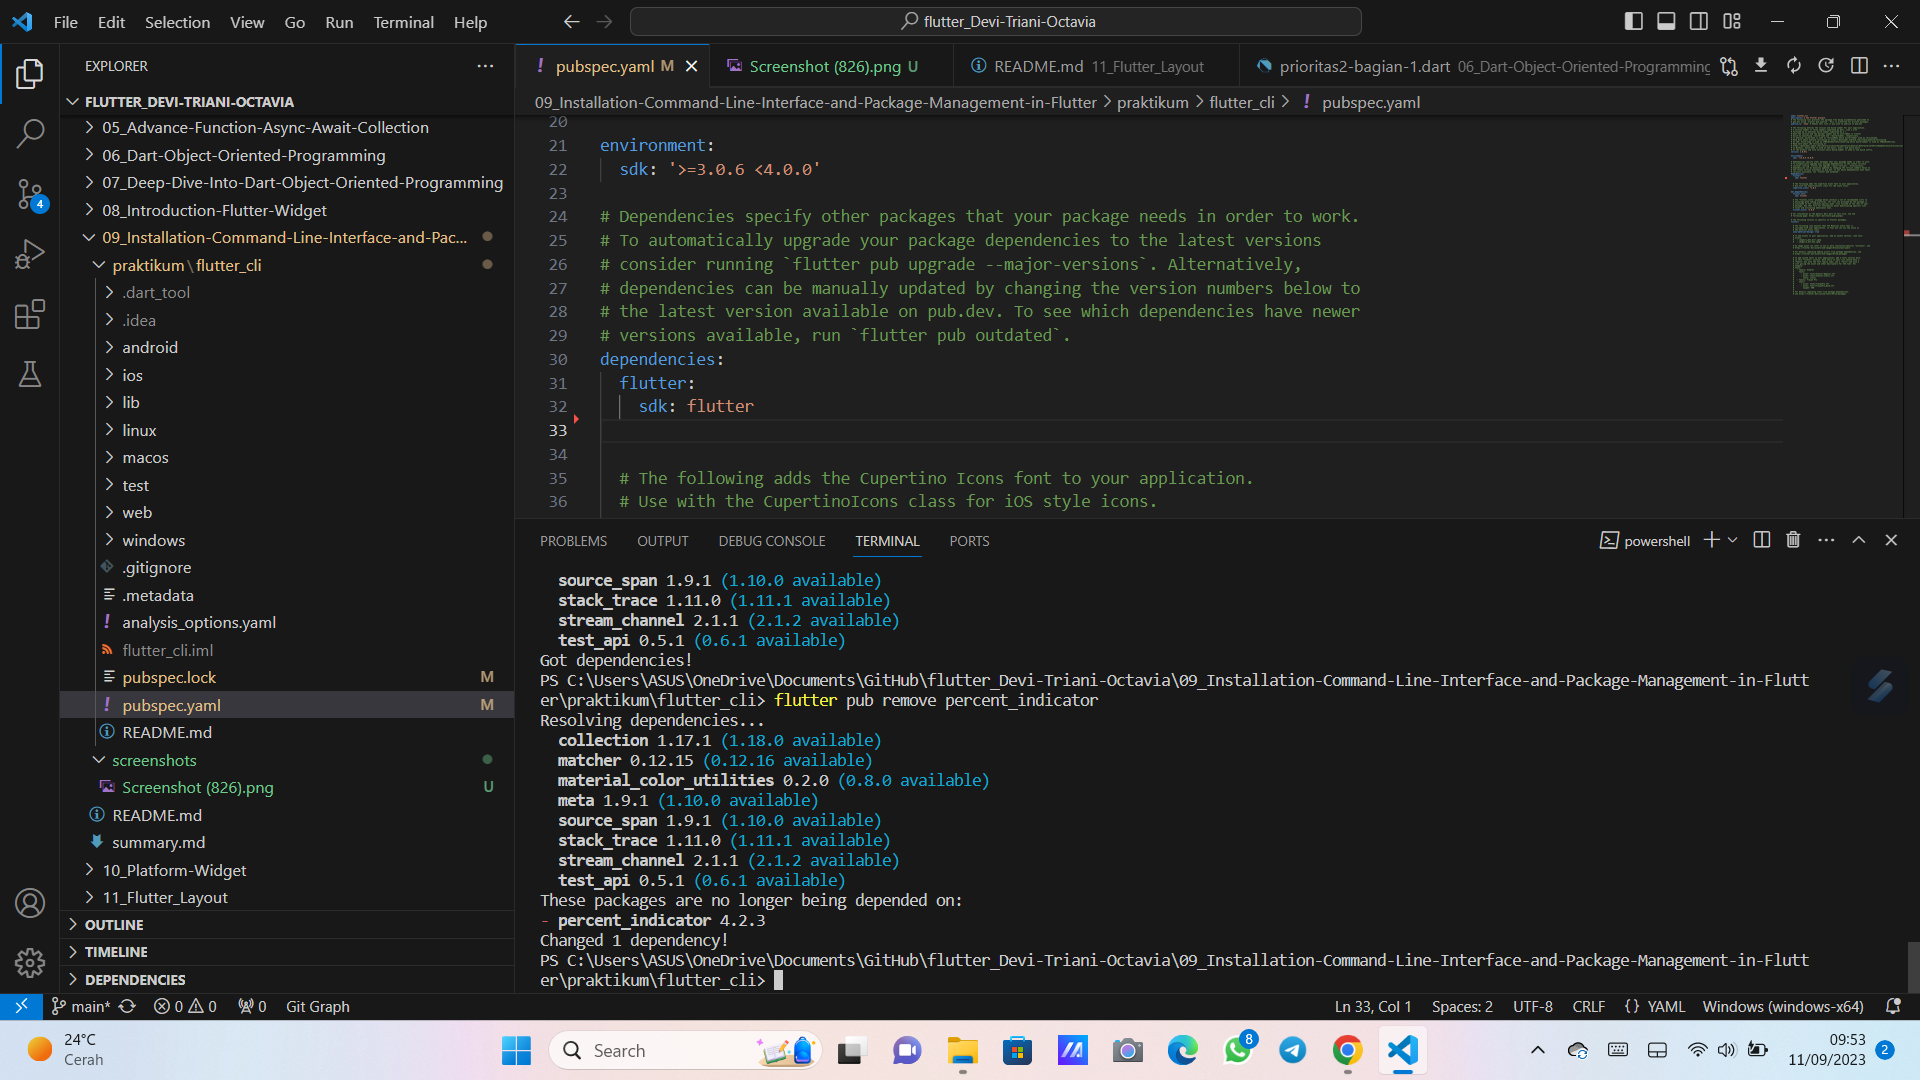 File Edit Selection View Go Run Terminal Help
flutter_Devi-Triani-Octavia
EXPLORER
FLUTTER_DEVI-TRIANI-OCTAVIA
05_Advance-Function-Async-Await-Collection
06_Dart-Object-Oriented-Programming
07_Deep-Dive-Into-Dart-Object-Oriented-Programming
08_Introduction-Flutter-Widget
09_Installation-Command-Line-Interface-and-Pac...
praktikum\flutter_cli
.dart_tool
.idea
android
ios
lib
linux
macos
test
web
windows
.gitignore
.metadata
analysis_options.yaml
flutter_cli.iml
pubspec.lock M
pubspec.yaml M
README.md
screenshots
Screenshot (826).png U
README.md
summary.md
10_Platform-Widget
11_Flutter_Layout
OUTLINE
TIMELINE
DEPENDENCIES
4
pubspec.yaml M
Screenshot (826).png U
README.md 11_Flutter_Layout
prioritas2-bagian-1.dart 06_Dart-Object-Oriented-Programming
09_Installation-Command-Line-Interface-and-Package-Management-in-Flutter > praktikum > flutter_cli > ! pubspec.yaml
20
21 environment:
22 sdk: '>=3.0.6 <4.0.0'
23
24 # Dependencies specify other packages that your package needs in order to work.
25 # To automatically upgrade your package dependencies to the latest versions
26 # consider running `flutter pub upgrade --major-versions`. Alternatively,
27 # dependencies can be manually updated by changing the version numbers below to
28 # the latest version available on pub.dev. To see which dependencies have newer
29 # versions available, run `flutter pub outdated`.
30 dependencies:
31 flutter:
32 sdk: flutter
33
34
35 # The following adds the Cupertino Icons font to your application.
36 # Use with the CupertinoIcons class for iOS style icons.
PROBLEMS OUTPUT DEBUG CONSOLE TERMINAL PORTS
powershell
source_span 1.9.1 (1.10.0 available)
stack_trace 1.11.0 (1.11.1 available)
stream_channel 2.1.1 (2.1.2 available)
test_api 0.5.1 (0.6.1 available)
Got dependencies!
PS C:\Users\ASUS\OneDrive\Documents\GitHub\flutter_Devi-Triani-Octavia\09_Installation-Command-Line-Interface-and-Package-Management-in-Flutt
er\praktikum\flutter_cli> flutter pub remove percent_indicator
Resolving dependencies...
collection 1.17.1 (1.18.0 available)
matcher 0.12.15 (0.12.16 available)
material_color_utilities 0.2.0 (0.8.0 available)
meta 1.9.1 (1.10.0 available)
source_span 1.9.1 (1.10.0 available)
stack_trace 1.11.0 (1.11.1 available)
stream_channel 2.1.1 (2.1.2 available)
test_api 0.5.1 (0.6.1 available)
These packages are no longer being depended on:
- percent_indicator 4.2.3
Changed 1 dependency!
PS C:\Users\ASUS\OneDrive\Documents\GitHub\flutter_Devi-Triani-Octavia\09_Installation-Command-Line-Interface-and-Package-Management-in-Flutt
er\praktikum\flutter_cli>
main* 0 0 0 Git Graph
Ln 33, Col 1 Spaces: 2 UTF-8 CRLF {} YAML Windows (windows-x64)
24°C
Cerah
Search
8
09:53
11/09/2023
2